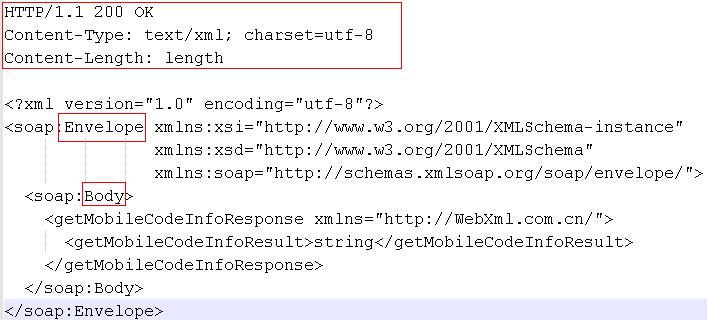 HTTP/1.1 200 OK
Content-Type: text/xml; charset=utf-8
Content-Length: length
<?xml version="1.0" encoding="utf-8"?>
<soap:Envelope xmlns:xsi="http://www.w3.org/2001/XMLSchema-instance"
xmlns:xsd="http://www.w3.org/2001/XMLSchema"
xmlns:soap="http://schemas.xmlsoap.org/soap/envelope/">
<soap:Body>
<getMobileCodeInfoResponse xmlns="http://WebXml.com.cn/">
<getMobileCodeInfoResult>string</getMobileCodeInfoResult>
</getMobileCodeInfoResponse>
</soap:Body>
</soap:Envelope>